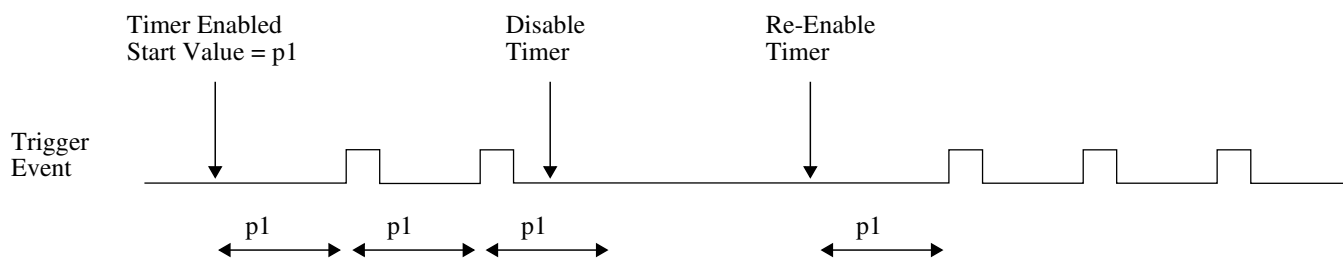 Timer Enabled
Start Value = p1
Disable
Timer
Re-Enable
Timer
Trigger
Event
p1
p1
p1
p1